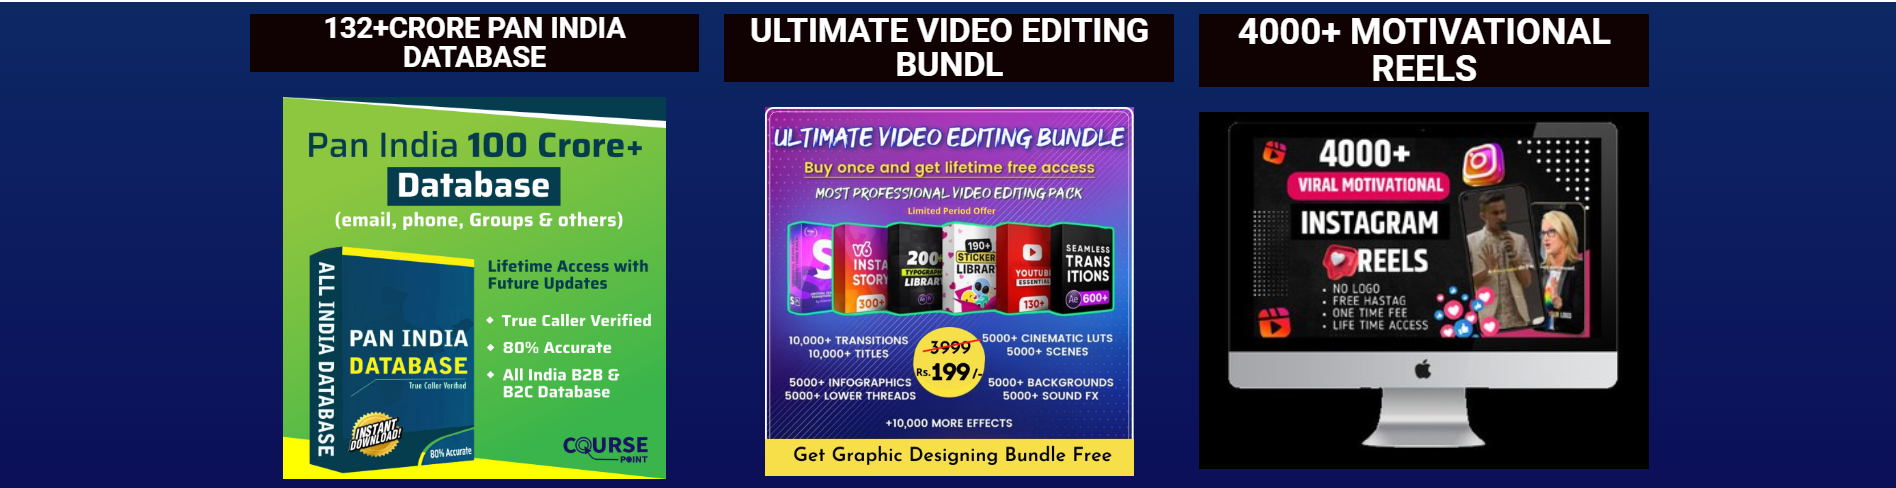 132+CRORE PAN INDIA
DATABASE
Pan India 100 Crore+
Database
(email, phone, Groups & others)
ALL INDIA DATABASE
PAN INDIA
DATABASE
True Caller Verified
INSTANT
DOWNLOAD!
80% Accurate
Lifetime Access with
Future Updates
True Caller Verified
80% Accurate
All India B2B &
B2C Database
COURSE
POINT
ULTIMATE VIDEO EDITING
BUNDL
ULTIMATE VIDEO EDITING BUNDLE
Buy once and get lifetime free access
MOST PROFESSIONAL VIDEO EDITING PACK
Limited Period Offer
S
V6
INSTA
STORY
300+
200+
TYPOGRAPH
LIBRAR
190+
STICKER
LIBRAR
YOUTUB
ESSENTIAL
130+
SEAMLESS
TRANS
ITIONS
Ae 600+
10,000+ TRANSITIONS
10,000+ TITLES
3999
Rs.199/-
5000+ CINEMATIC LUTS
5000+ SCENES
5000+ INFOGRAPHICS
5000+ LOWER THREADS
5000+ BACKGROUNDS
5000+ SOUND FX
+10,000 MORE EFFECTS
Get Graphic Designing Bundle Free
4000+ MOTIVATIONAL
REELS
4000+
VIRAL MOTIVATIONAL
INSTAGRAM
REELS
• NO LOGO
• FREE HASTAG
• ONE TIME FEE
• LIFE TIME ACCESS